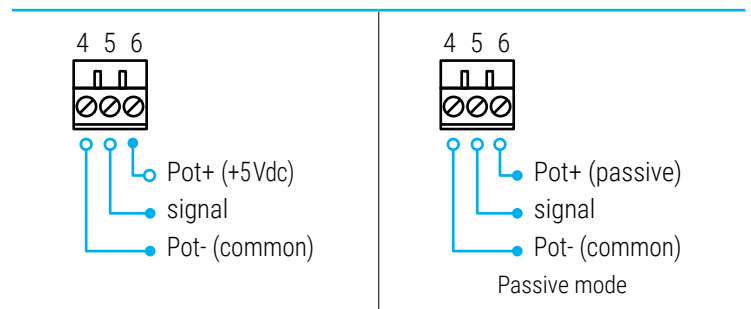 4 5 6
Pot+ (+5Vdc)
signal
Pot- (common)
4 5 6
Pot+ (passive)
signal
Pot- (common)
Passive mode